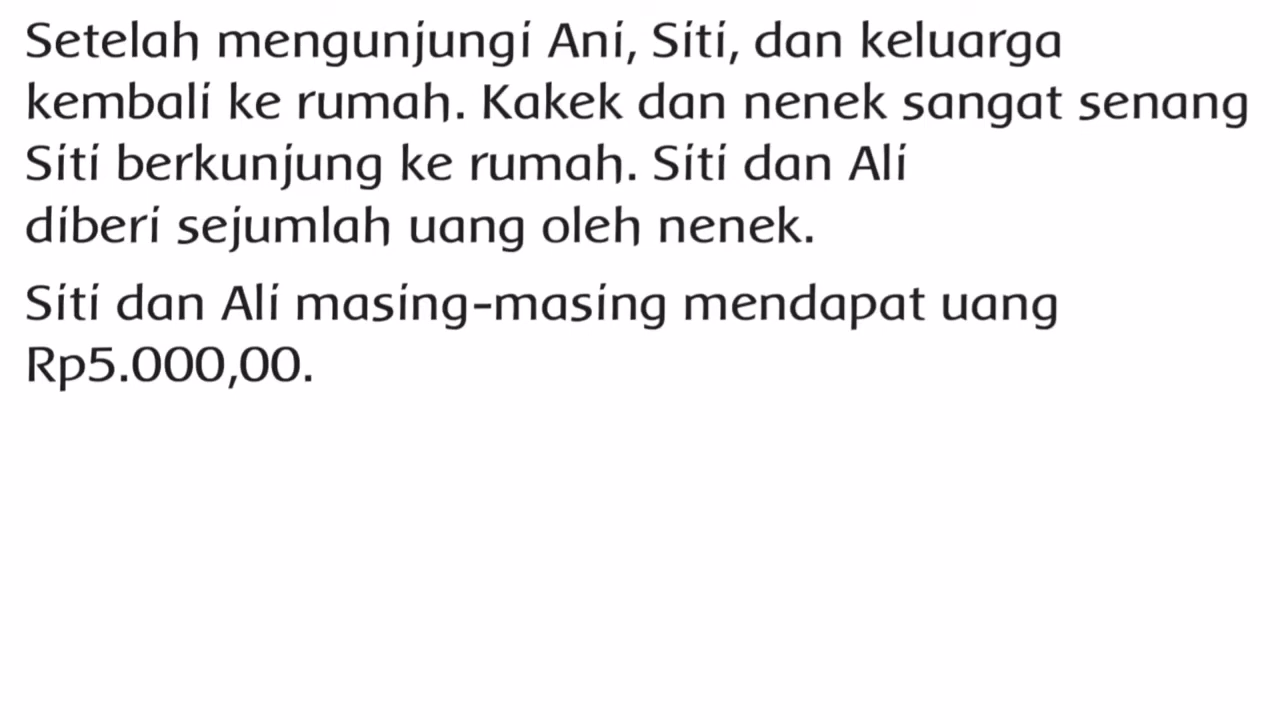 Setelah mengunjungi Ani, Siti, dan keluarga
kembali ke rumah. Kakek dan nenek sangat senang
Siti berkunjung ke rumah. Siti dan Ali
diberi sejumlah uang oleh nenek.
Siti dan Ali masing-masing mendapat uang
Rp5.000,00.